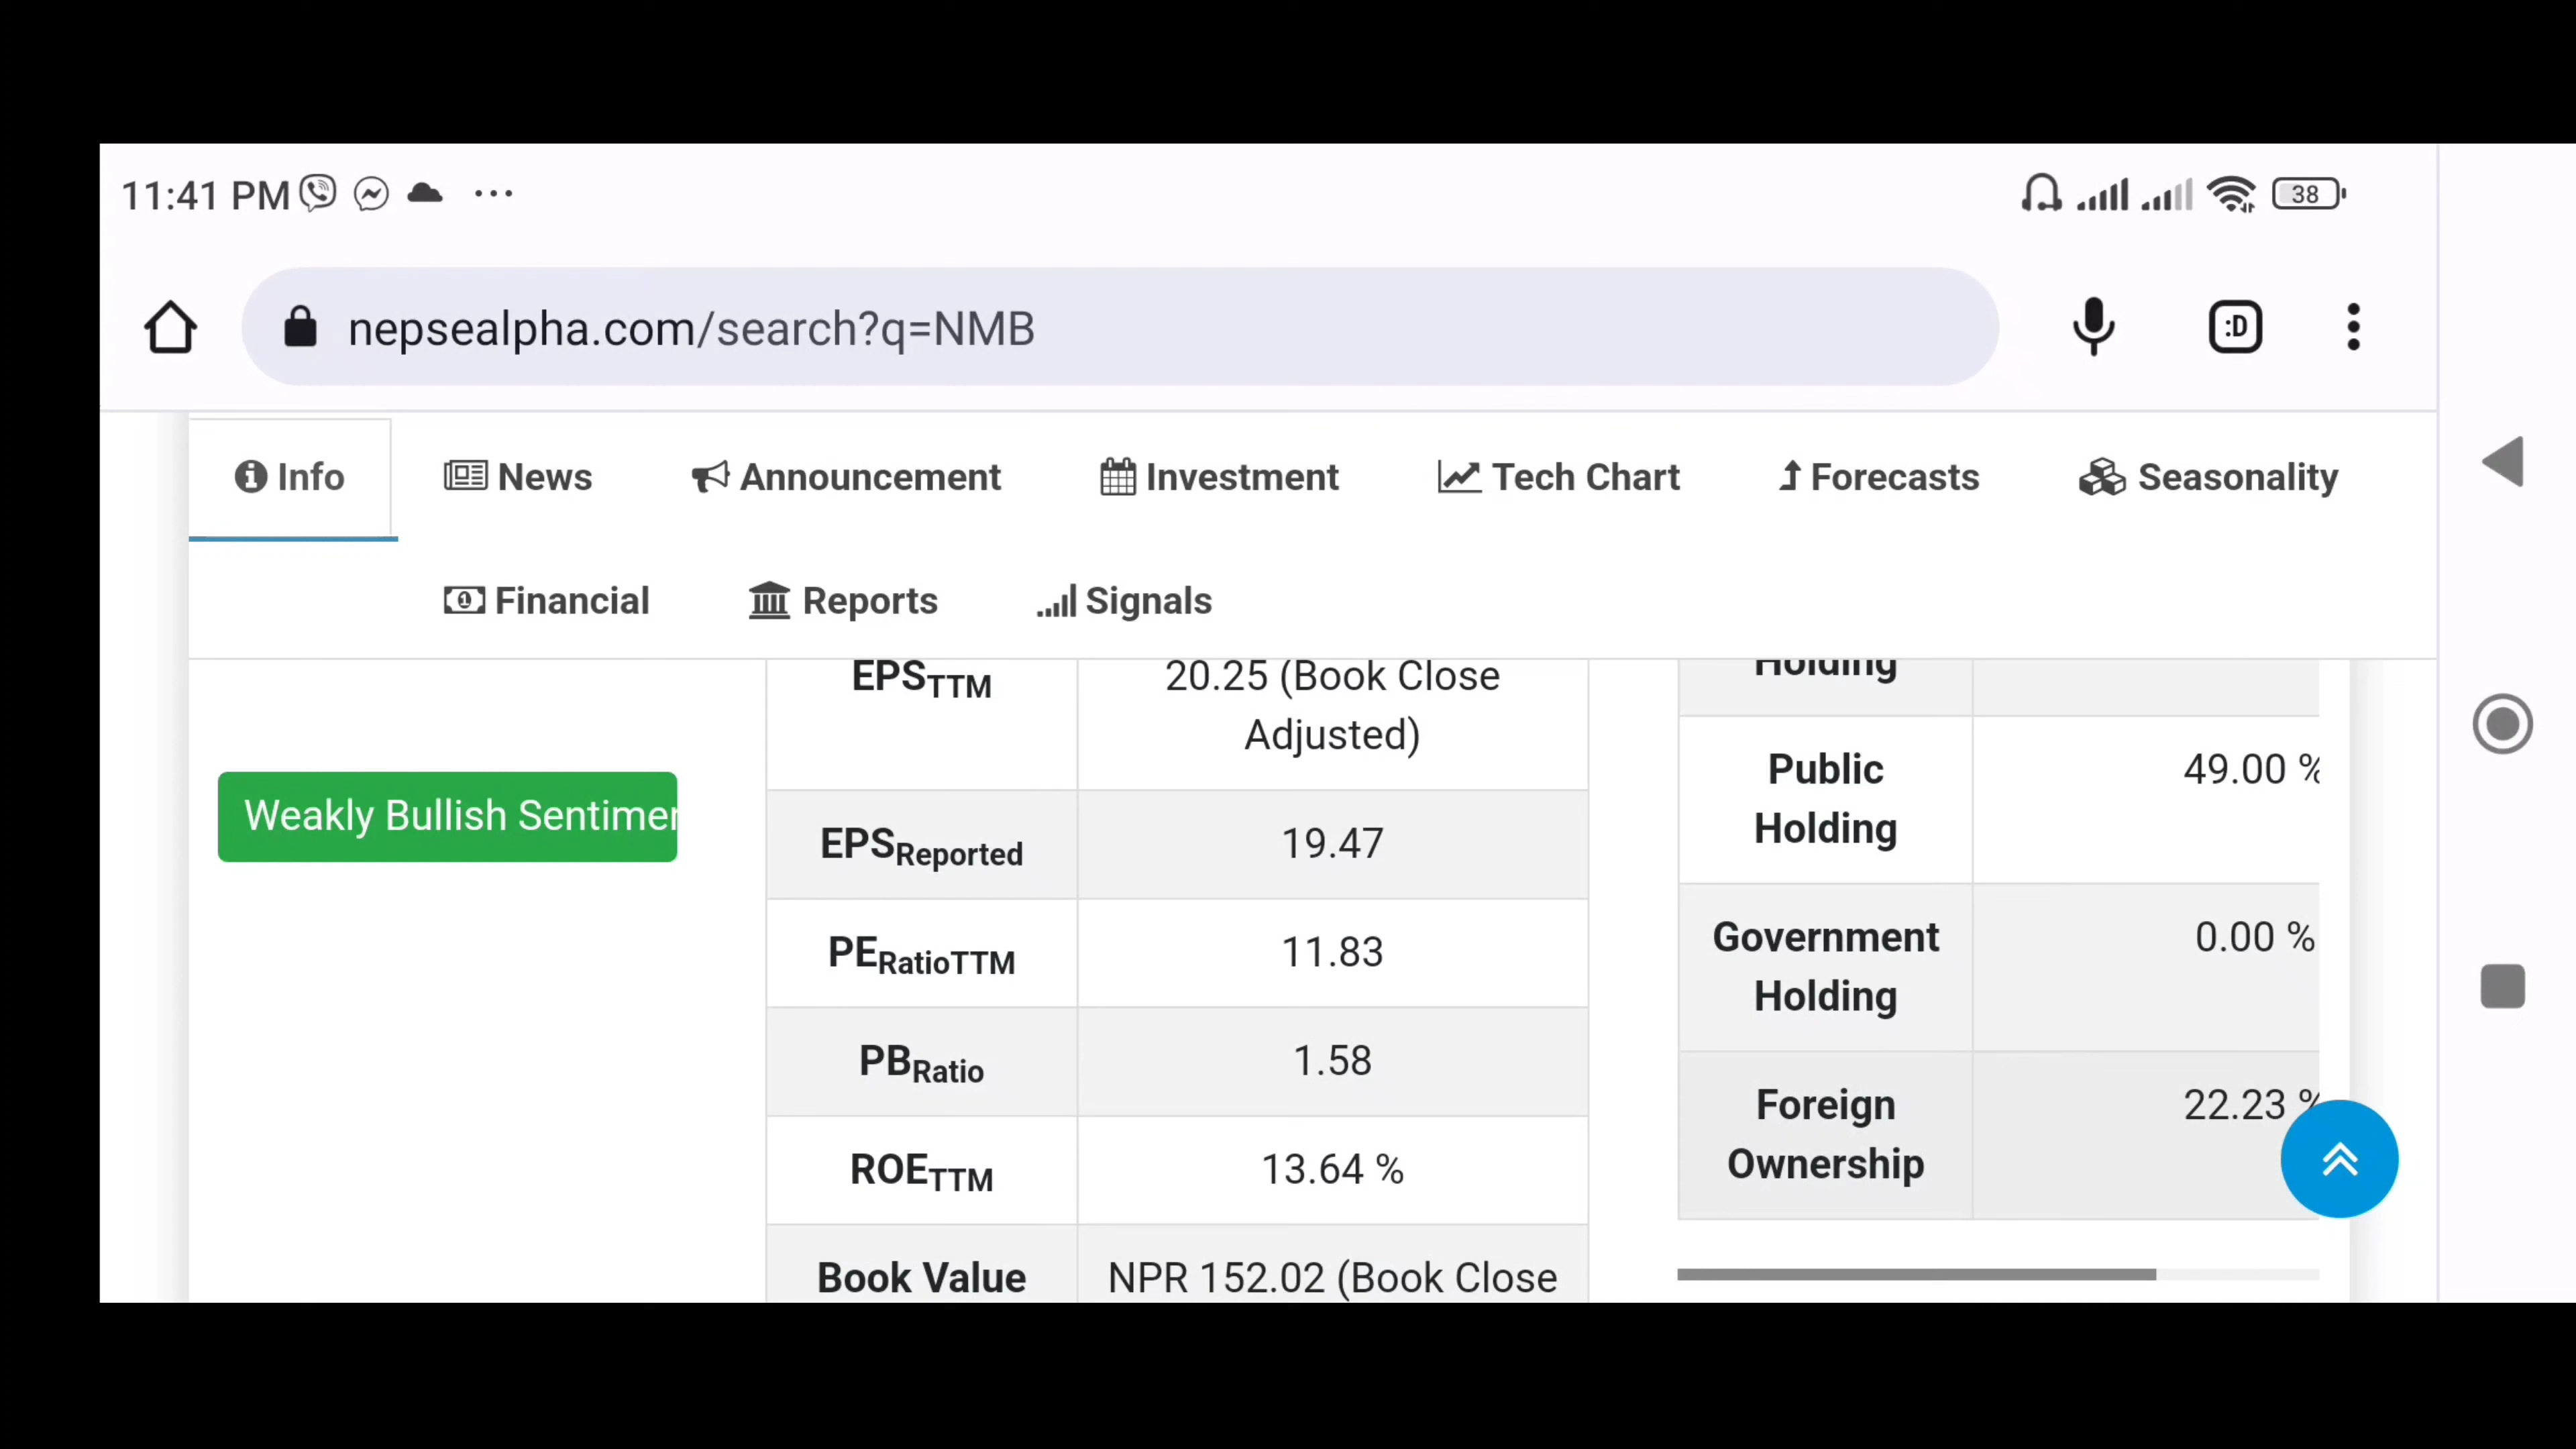 11:41 PM
38
nepsealpha.com/search?q=NMB
:D
Info News Announcement Investment Tech Chart Forecasts Seasonality
Financial Reports Signals
Weakly Bullish Sentimen
EPSTTM 20.25 (Book Close
Adjusted)
EPSReported 19.47
PERatioTTM 11.83
PBRatio 1.58
ROETTM 13.64 %
Book Value NPR 152.02 (Book Close
Holding
Public
Holding
49.00 %
Government
Holding
0.00 %
Foreign
Ownership
22.23 %